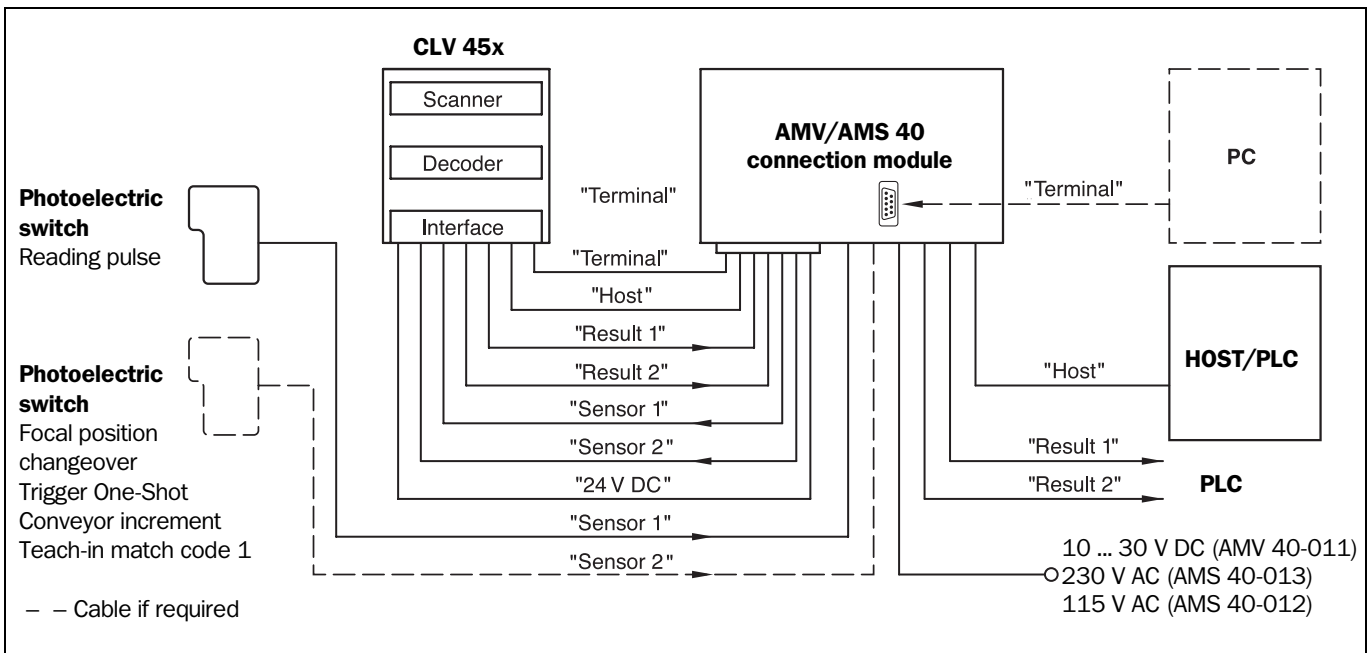 CLV 45x
Scanner
Decoder
Interface
AMV/AMS 40
connection module
PC
"Terminal"
"Terminal"
Photoelectric
switch
Reading pulse
"Terminal"
"Host"
"Result 1"
"Result 2"
"Sensor 1"
"Sensor 2"
"24 V DC"
"Sensor 1"
"Sensor 2"
Photoelectric
switch
Focal position
changeover
Trigger One-Shot
Conveyor increment
Teach-in match code 1
– – Cable if required
"Host"
HOST/PLC
"Result 1"
"Result 2"
PLC
10 ... 30 V DC (AMV 40-011)
230 V AC (AMS 40-013)
115 V AC (AMS 40-012)